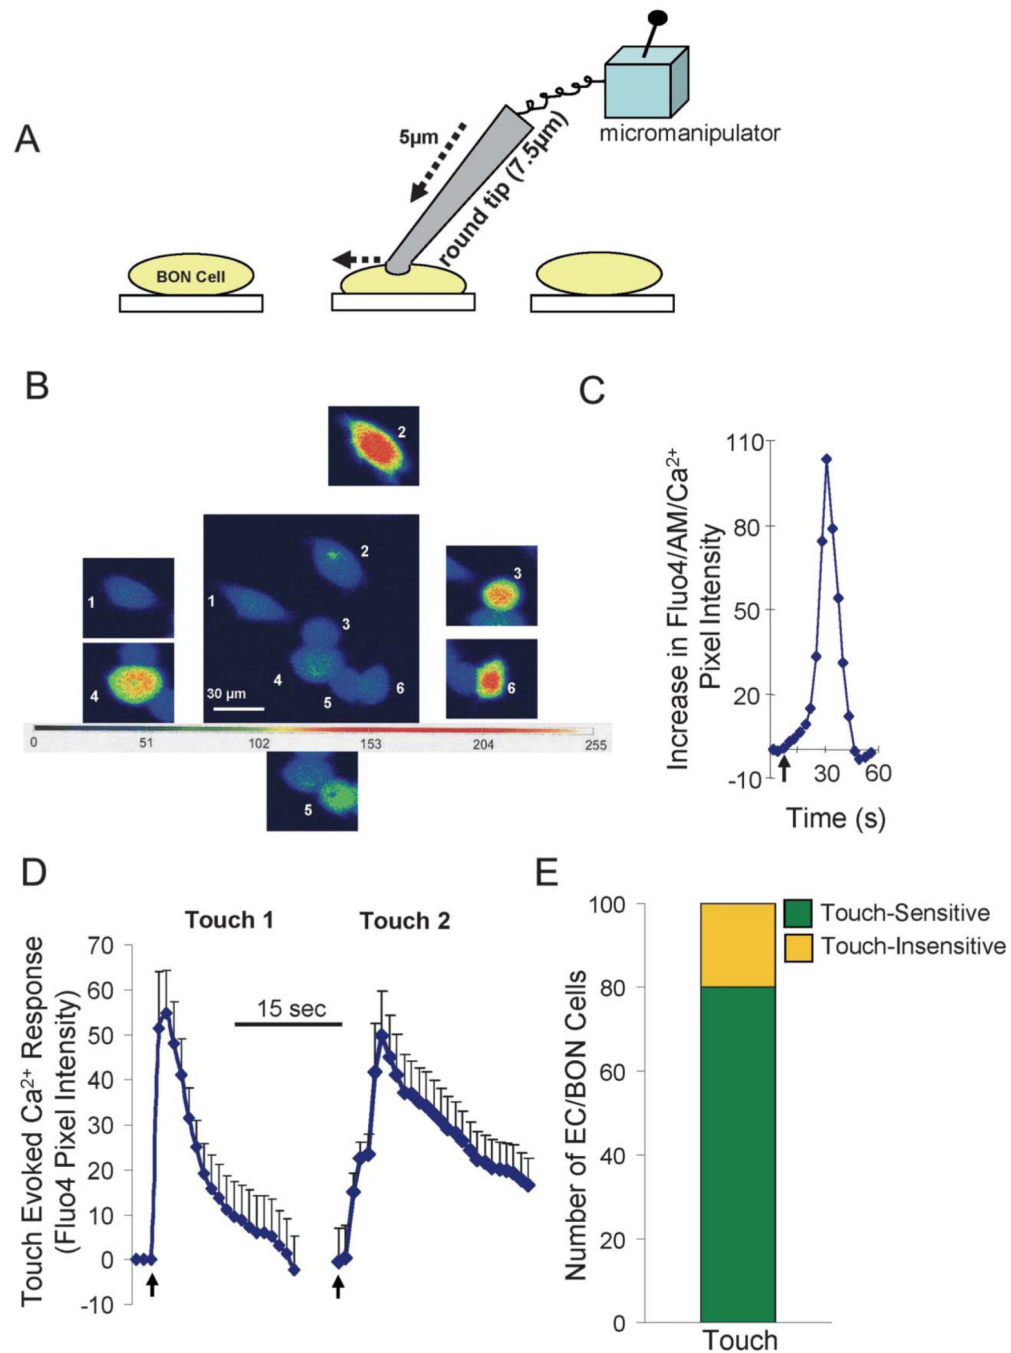 A
5µm
round tip (7.5µm)
micromanipulator
BON Cell
B
2
1
2
3
1
3
4
4
5
6
6
30 µm
0 51 102 153 204 255
5
C
Increase in Fluo4/AM/Ca²⁺
Pixel Intensity
110
80
50
20
-10
30 60
Time (s)
D
Touch 1 Touch 2
Touch Evoked Ca²⁺ Response
(Fluo4 Pixel Intensity)
70
60
50
40
30
20
10
0
-10
15 sec
E
Number of EC/BON Cells
100
80
60
40
20
0
Touch-Sensitive
Touch-Insensitive
Touch